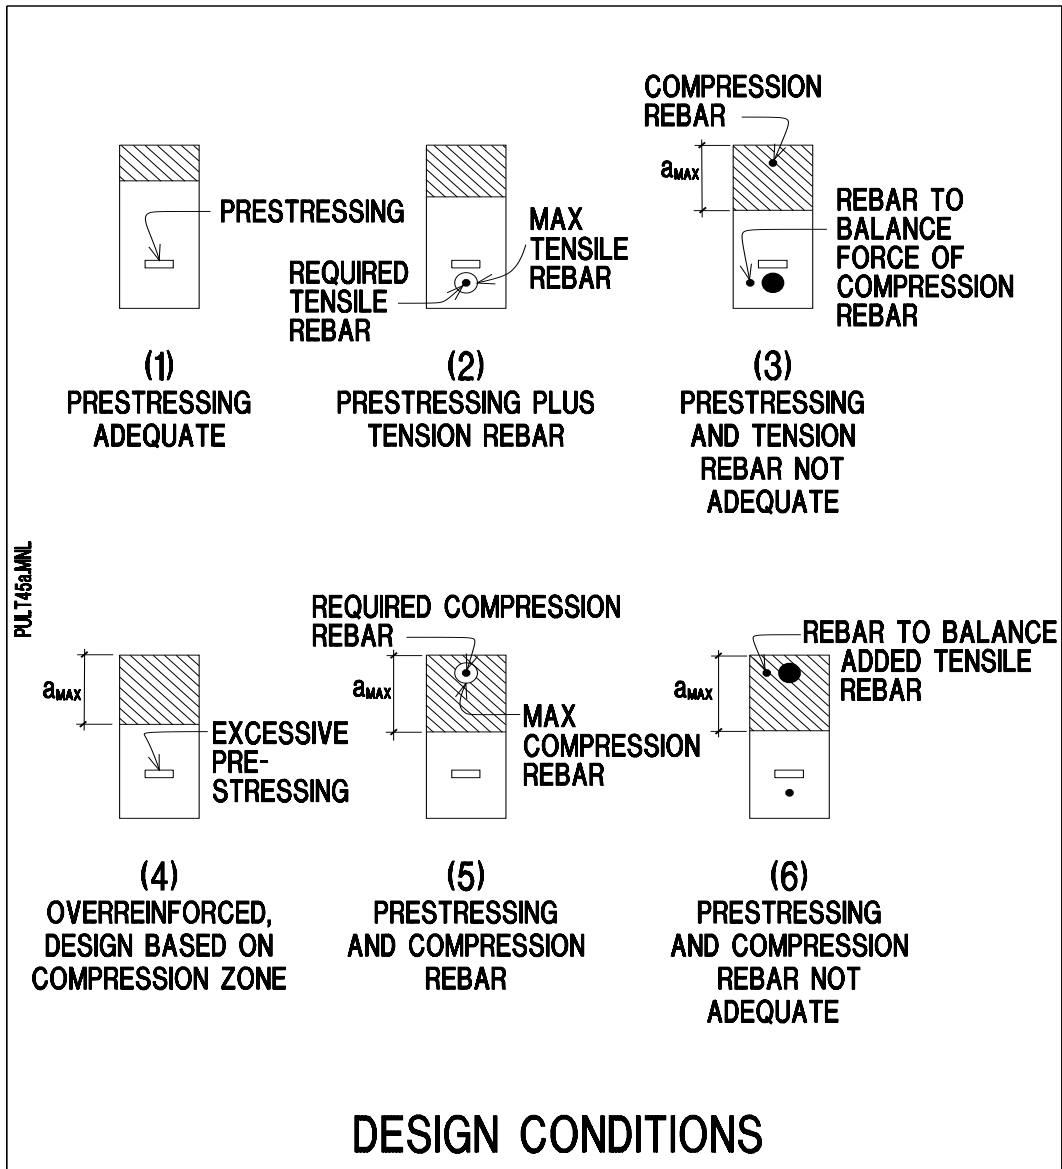 PRESTRESSING
(1)
PRESTRESSING
ADEQUATE
REQUIRED
TENSILE
REBAR
MAX
TENSILE
REBAR
(2)
PRESTRESSING PLUS
TENSION REBAR
COMPRESSION
REBAR
aMAX
REBAR TO
BALANCE
FORCE OF
COMPRESSION
REBAR
(3)
PRESTRESSING
AND TENSION
REBAR NOT
ADEQUATE
PULT45a.MNL
aMAX
EXCESSIVE
PRE-
STRESSING
(4)
OVERREINFORCED,
DESIGN BASED ON
COMPRESSION ZONE
REQUIRED COMPRESSION
REBAR
aMAX
MAX
COMPRESSION
REBAR
(5)
PRESTRESSING
AND COMPRESSION
REBAR
aMAX
REBAR TO BALANCE
ADDED TENSILE
REBAR
(6)
PRESTRESSING
AND COMPRESSION
REBAR NOT
ADEQUATE
DESIGN CONDITIONS